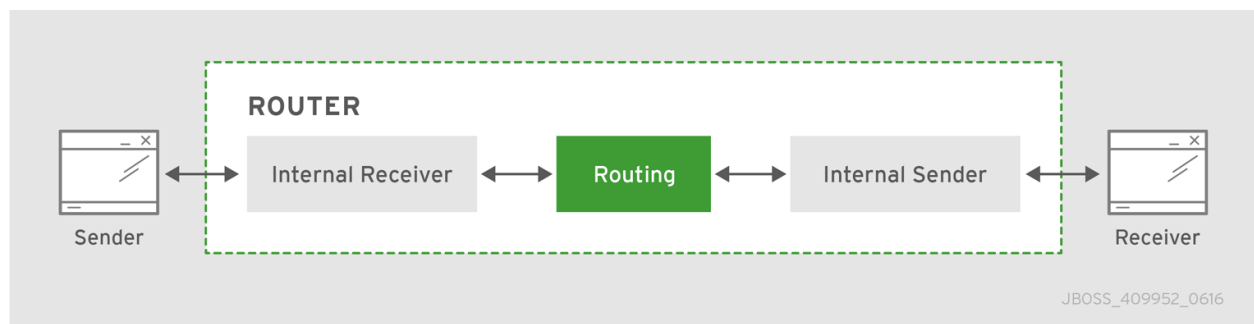 ROUTER
Internal Receiver
Routing
Internal Sender
Sender
Receiver
JBOSS_409952_0616